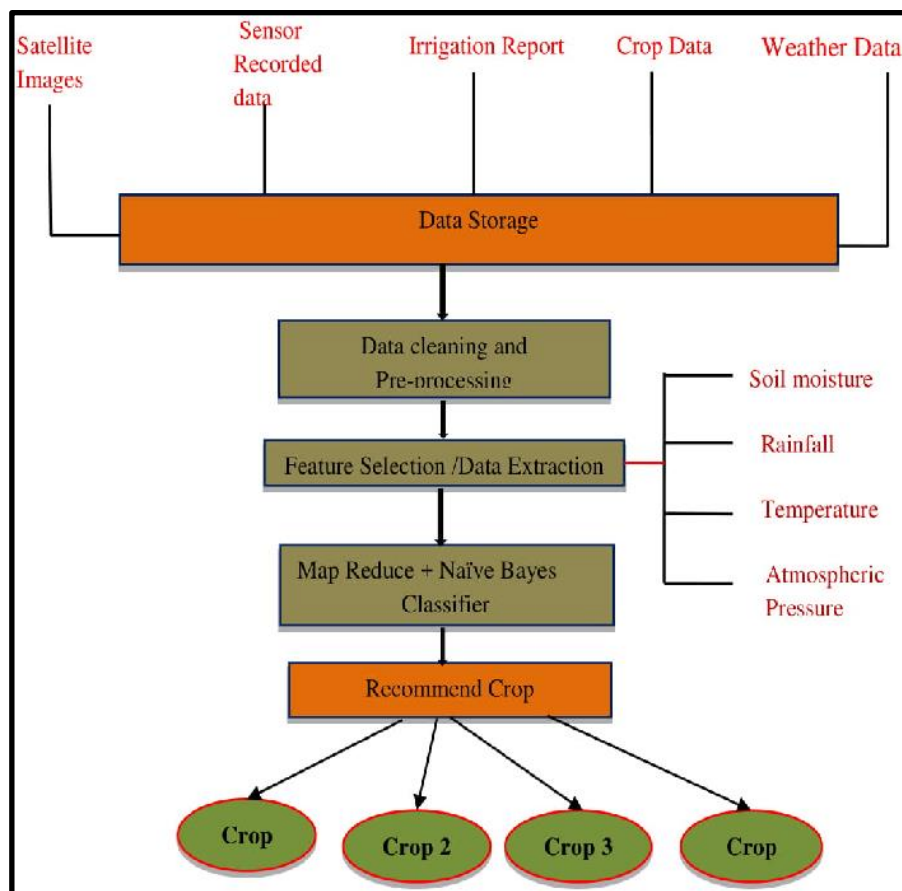 Satellite
Images
Sensor
Recorded
data
Irrigation Report
Crop Data
Weather Data
Data Storage
Data cleaning and
Pre-processing
Feature Selection /Data Extraction
Soil moisture
Rainfall
Temperature
Atmospheric
Pressure
Map Reduce + Naïve Bayes
Classifier
Recommend Crop
Crop
Crop 2
Crop 3
Crop